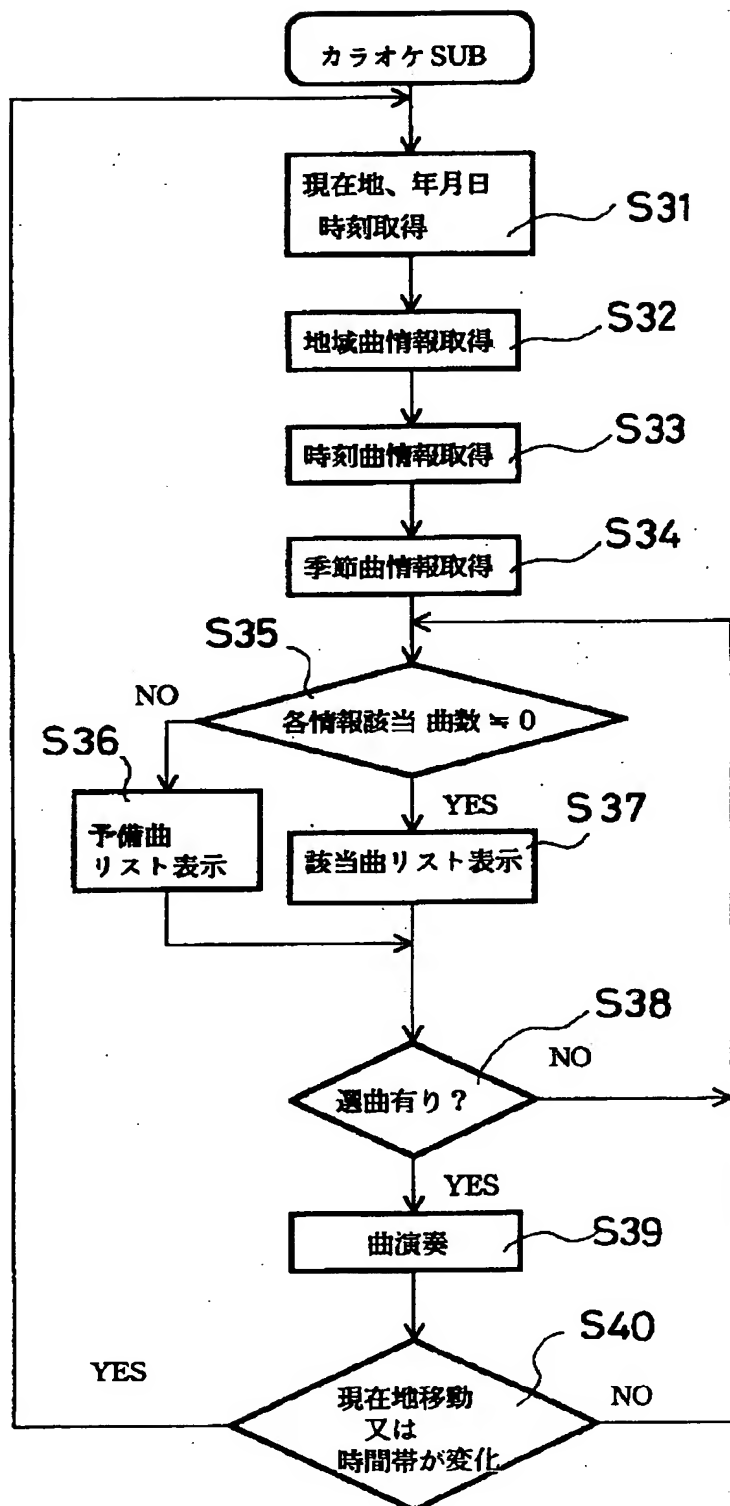 カラオケ SUB
現在地、年月日
時刻取得
S31
地域曲情報取得
S32
時刻曲情報取得
S33
季節曲情報取得
S34
S35
各情報該当 曲数 ≒ 0
NO
YES
S36
予備曲
リスト表示
S37
該当曲リスト表示
S38
選曲有り？
NO
YES
曲演奏
S39
S40
現在地移動
又は
時間帯が変化
YES
NO